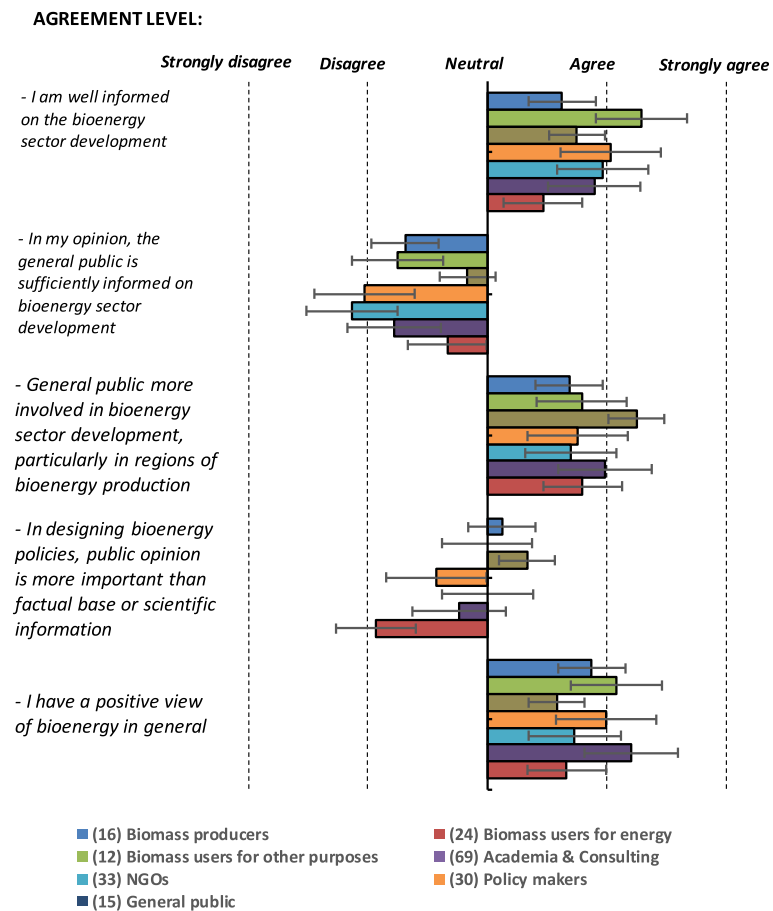 AGREEMENT LEVEL:
Strongly disagree Disagree Neutral Agree Strongly agree
- I am well informed
on the bioenergy
sector development
- In my opinion, the
general public is
sufficiently informed on
bioenergy sector
development
- General public more
involved in bioenergy
sector development,
particularly in regions of
bioenergy production
- In designing bioenergy
policies, public opinion
is more important than
factual base or scientific
information
- I have a positive view
of bioenergy in general
(16) Biomass producers
(12) Biomass users for other purposes
(33) NGOs
(15) General public
(24) Biomass users for energy
(69) Academia & Consulting
(30) Policy makers